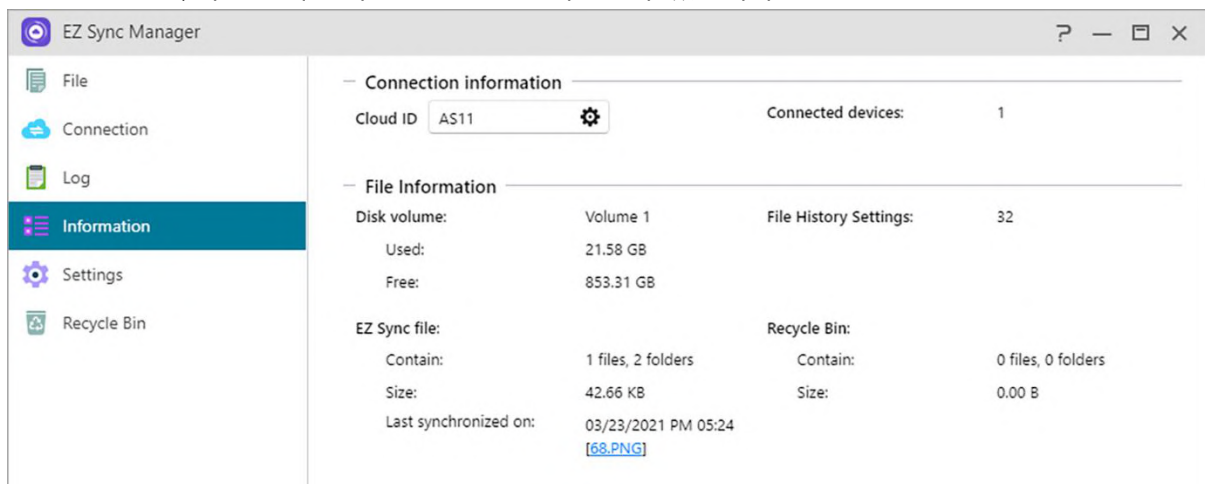 EZ Sync Manager
File
Connection
Log
Information
Settings
Recycle Bin
Connection information
Cloud ID AS11 Connected devices: 1
File Information
Disk volume: Volume 1 File History Settings: 32
Used: 21.58 GB
Free: 853.31 GB
EZ Sync file: Recycle Bin:
Contain: 1 files, 2 folders Contain: 0 files, 0 folders
Size: 42.66 KB Size: 0.00 B
Last synchronized on: 03/23/2021 PM 05:24
[68.PNG]